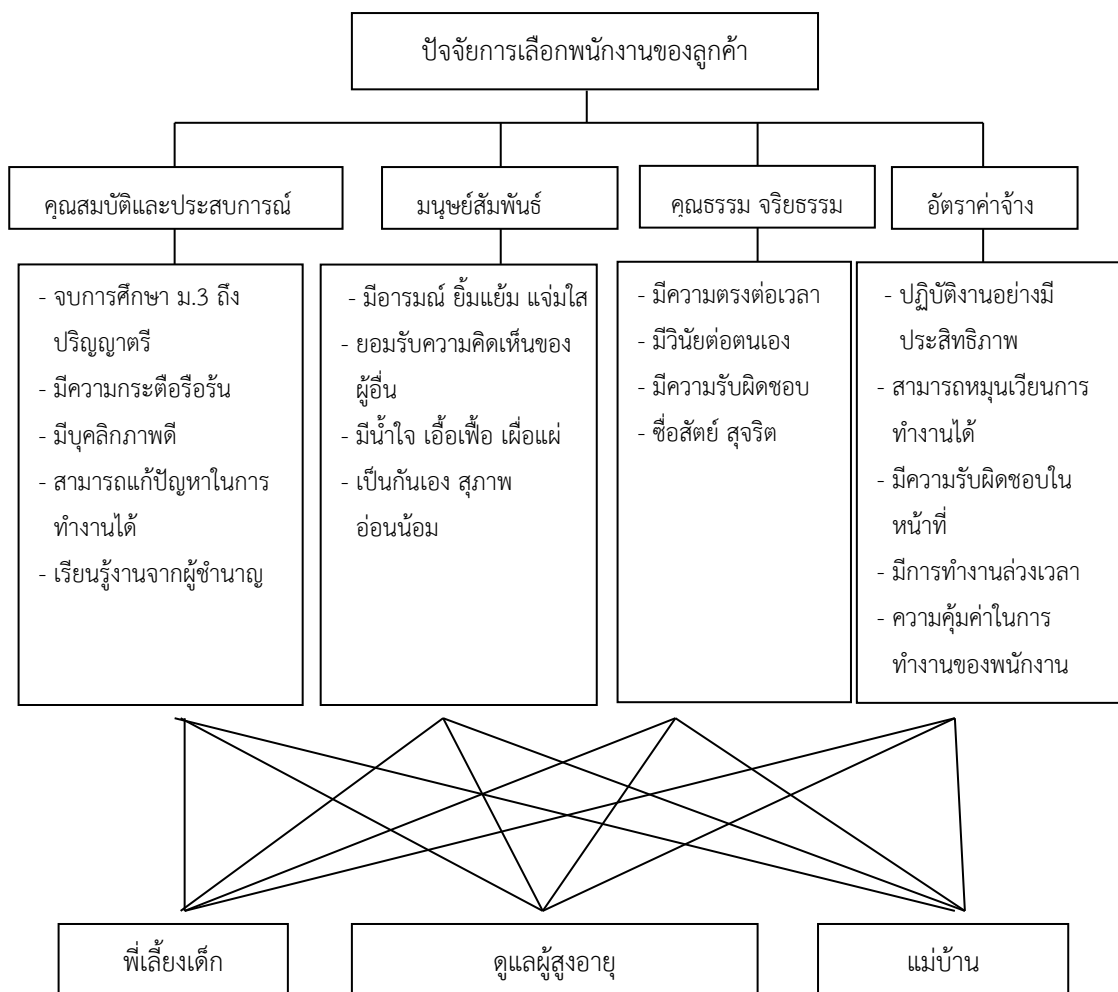 ปัจจัยการเลือกพนักงานของลูกค้า
คุณสมบัติและประสบการณ์
มนุษย์สัมพันธ์
คุณธรรม จริยธรรม
อัตราค่าจ้าง
- จบการศึกษา ม.3 ถึง
ปริญญาตรี
- มีความกระตือรือร้น
- มีบุคลิกภาพดี
- สามารถแก้ปัญหาในการ
ทำงานได้
- เรียนรู้งานจากผู้ชำนาญ
- มีอารมณ์ ยิ้มแย้ม แจ่มใส
- ยอมรับความคิดเห็นของ
ผู้อื่น
- มีน้ำใจ เอื้อเฟื้อ เผื่อแผ่
- เป็นกันเอง สุภาพ
อ่อนน้อม
- มีความตรงต่อเวลา
- มีวินัยต่อตนเอง
- มีความรับผิดชอบ
- ซื่อสัตย์ สุจริต
- ปฏิบัติงานอย่างมี
ประสิทธิภาพ
- สามารถหมุนเวียนการ
ทำงานได้
- มีความรับผิดชอบใน
หน้าที่
- มีการทำงานล่วงเวลา
- ความคุ้มค่าในการ
ทำงานของพนักงาน
พี่เลี้ยงเด็ก
ดูแลผู้สูงอายุ
แม่บ้าน